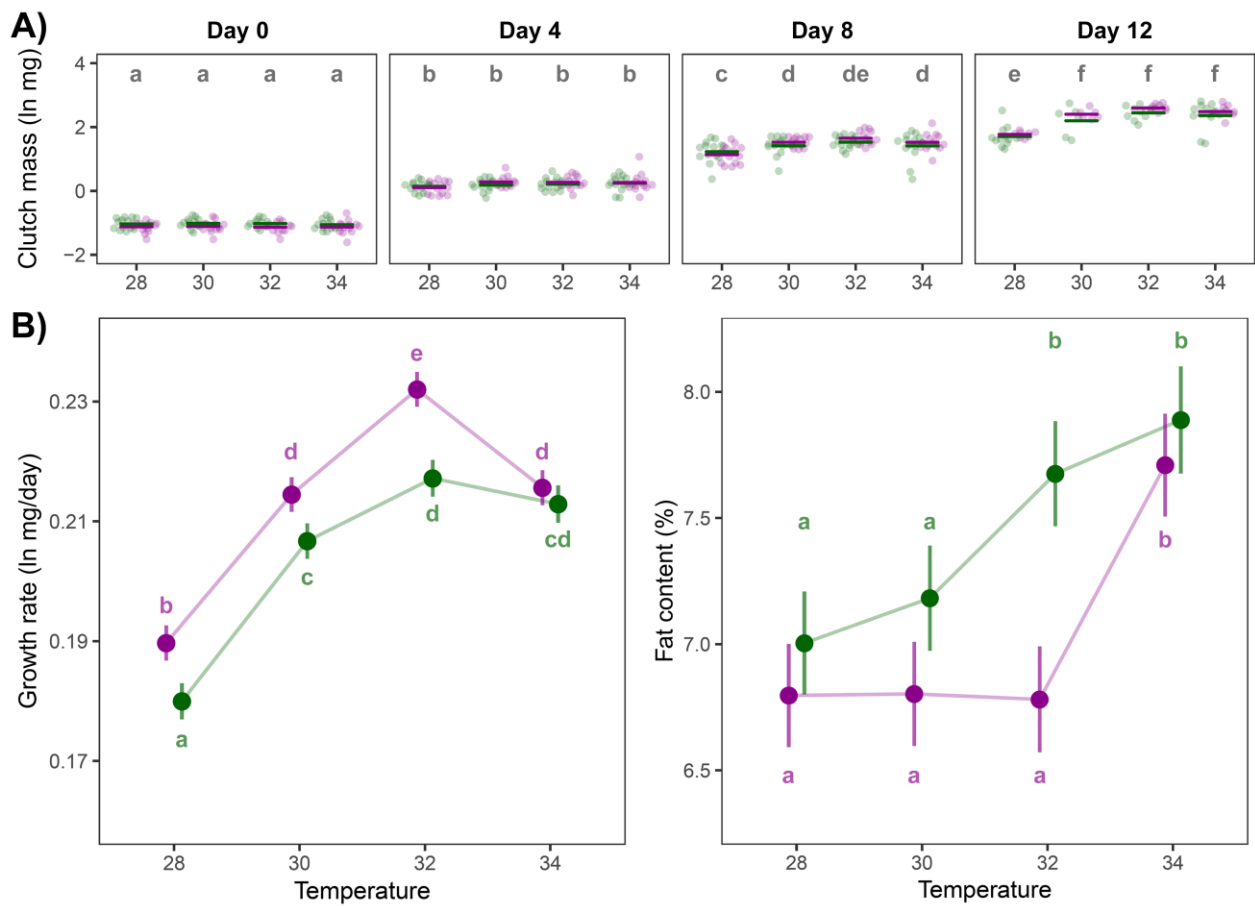 A)
Day 0 Day 4 Day 8 Day 12
Clutch mass (ln mg)
4
2
0
−2
a a a a
b b b b
c d de d
e f f f
28 30 32 34
28 30 32 34
28 30 32 34
28 30 32 34
B)
Growth rate (ln mg/day)
0.23
0.21
0.19
0.17
e
d d
b
d
c cd
a
28 30 32 34
Temperature
Fat content (%)
8.0
7.5
7.0
6.5
b b
a a
b
a a a
28 30 32 34
Temperature